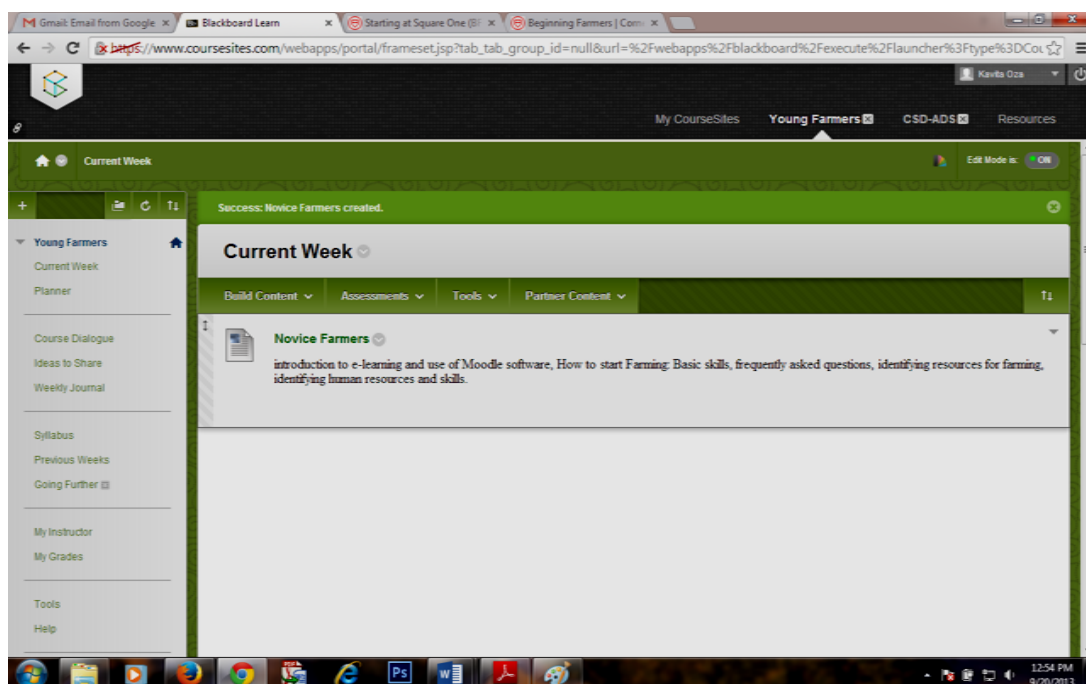 Gmail: Email from Google
Blackboard Learn
Starting at Square One (BF
Beginning Farmers | Com
https://www.coursesites.com/webapps/portal/frameset.jsp?tab_tab_group_id=null&url=%2Fwebapps%2Fblackboard%2Fexecute%2Flauncher%3Ftype%3DCou
Kavita Oza
My CourseSites Young Farmers CSD-ADS Resources
Current Week
Edit Mode is: ON
Success: Novice Farmers created.
Young Farmers
Current Week
Planner
Course Dialogue
Ideas to Share
Weekly Journal
Syllabus
Previous Weeks
Going Further
My Instructor
My Grades
Tools
Help
Current Week
Build Content Assessments Tools Partner Content
Novice Farmers
introduction to e-learning and use of Moodle software, How to start Farming: Basic skills, frequently asked questions, identifying resources for farming,
identifying human resources and skills.
Ps
12:54 PM
9/20/2013